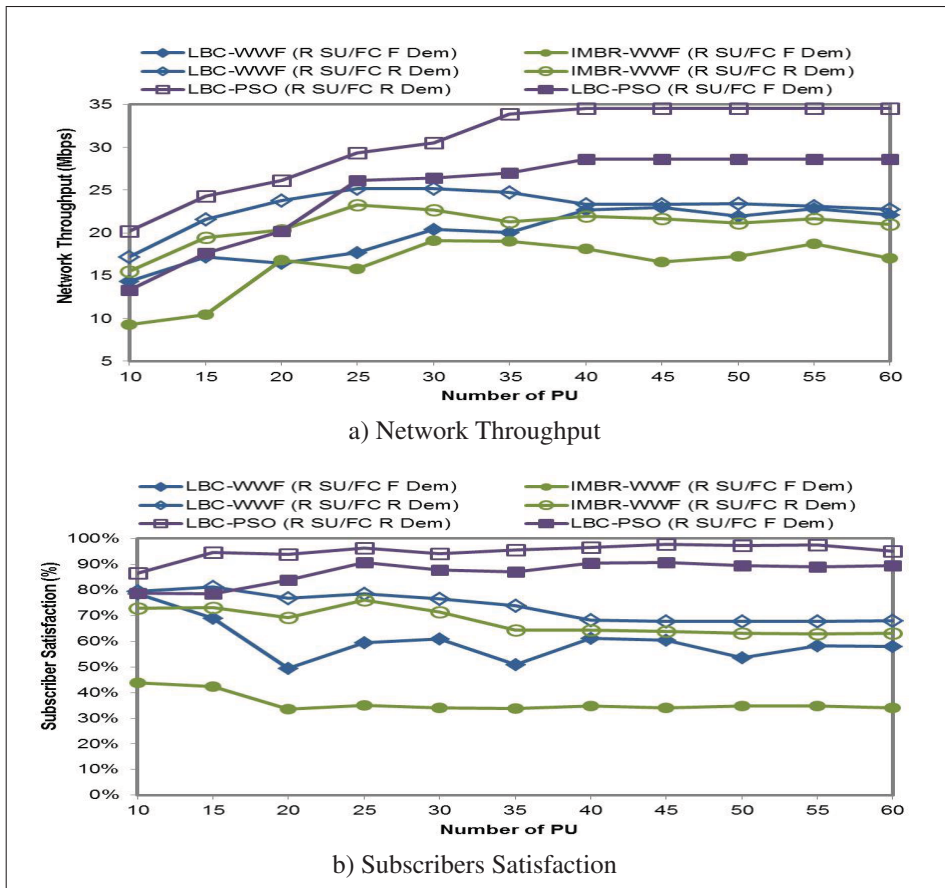 LBC-WWF (R SU/FC F Dem) IMBR-WWF (R SU/FC F Dem)
LBC-WWF (R SU/FC R Dem) IMBR-WWF (R SU/FC R Dem)
LBC-PSO (R SU/FC R Dem) LBC-PSO (R SU/FC F Dem)
Network Throughput (Mbps)
35
30
25
20
15
10
5
10 15 20 25 30 35 40 45 50 55 60
Number of PU
a) Network Throughput
LBC-WWF (R SU/FC F Dem) IMBR-WWF (R SU/FC F Dem)
LBC-WWF (R SU/FC R Dem) IMBR-WWF (R SU/FC R Dem)
LBC-PSO (R SU/FC R Dem) LBC-PSO (R SU/FC F Dem)
Subscriber Satisfaction (%)
100%
90%
80%
70%
60%
50%
40%
30%
20%
10%
0%
10 15 20 25 30 35 40 45 50 55 60
Number of PU
b) Subscribers Satisfaction